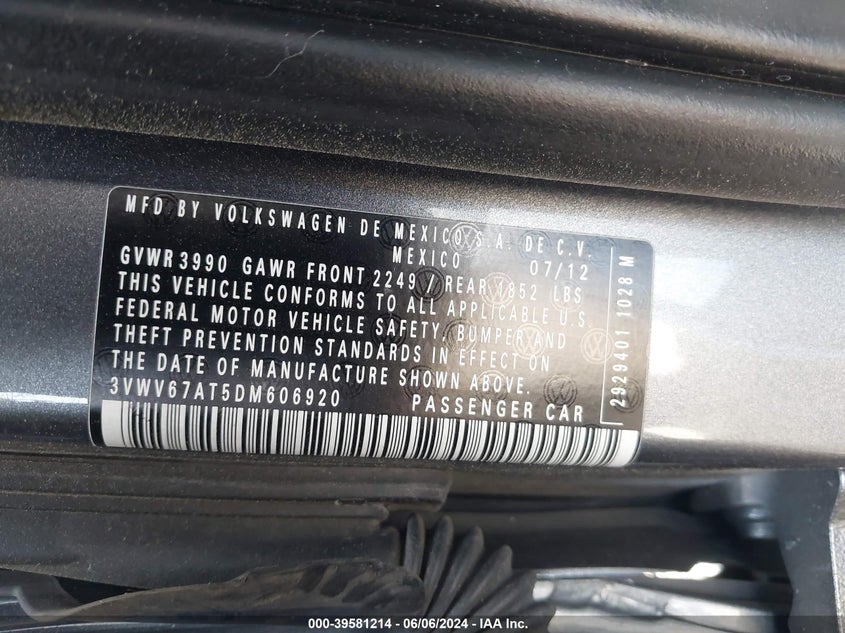 MFD BY VOLKSWAGEN DE MEXICO S.A. DE C.V.
MEXICO 07/12
GVWR 3990 GAWR FRONT 2249 / REAR 1852 LBS
THIS VEHICLE CONFORMS TO ALL APPLICABLE U.S
FEDERAL MOTOR VEHICLE SAFETY, BUMPER AND
THEFT PREVENTION STANDARDS IN EFFECT ON
THE DATE OF MANUFACTURE SHOWN ABOVE.
3VWV67AT5DM606920 PASSENGER CAR
2929401 1028 M
000-39581214 - 06/06/2024 - IAA Inc.